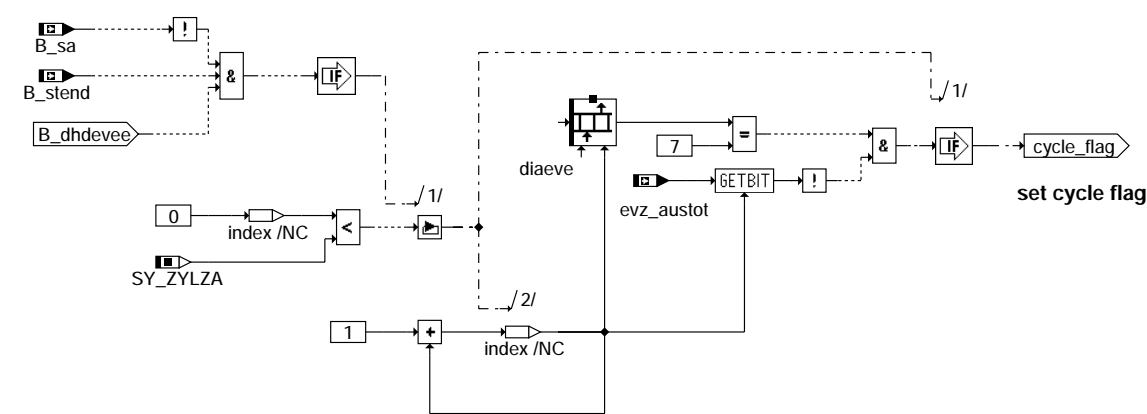 B_sa
!
B_stend
&
IF
B_dhdevee
/1/
diaeve
7
=
&
IF
cycle_flag
/1/
GETBIT
!
evz_austot
set cycle flag
0
index /NC
<
SY_ZYLZA
/2/
1
+
index /NC